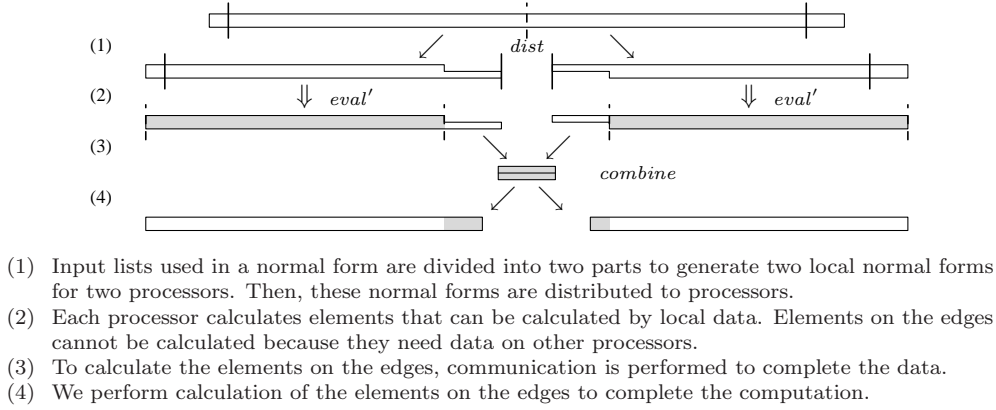 (1)
dist
(2)
eval′
eval′
(3)
combine
(4)
(1) Input lists used in a normal form are divided into two parts to generate two local normal forms
for two processors. Then, these normal forms are distributed to processors.
(2) Each processor calculates elements that can be calculated by local data. Elements on the edges
cannot be calculated because they need data on other processors.
(3) To calculate the elements on the edges, communication is performed to complete the data.
(4) We perform calculation of the elements on the edges to complete the computation.